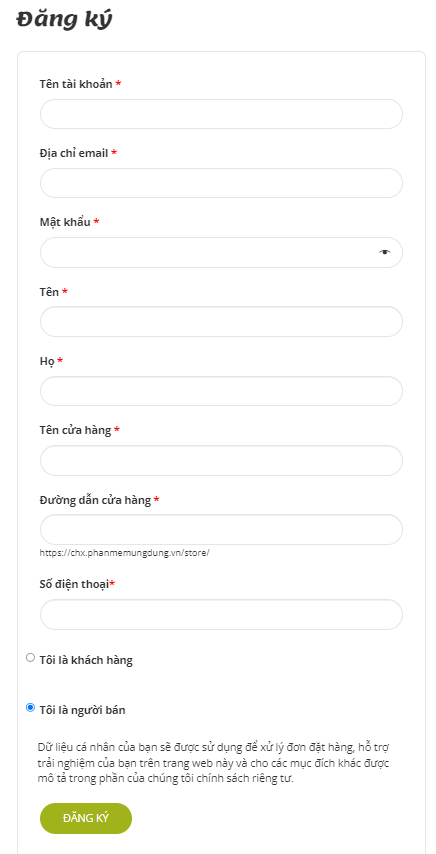 Đăng ký
Tên tài khoản *
Địa chỉ email *
Mật khẩu *
Tên *
Họ *
Tên cửa hàng *
Đường dẫn cửa hàng *
https://chx.phanmemungdung.vn/store/
Số điện thoại*
Tôi là khách hàng
Tôi là người bán
Dữ liệu cá nhân của bạn sẽ được sử dụng để xử lý đơn đặt hàng, hỗ trợ
trải nghiệm của bạn trên trang web này và cho các mục đích khác được
mô tả trong phần của chúng tôi chính sách riêng tư.
ĐĂNG KÝ